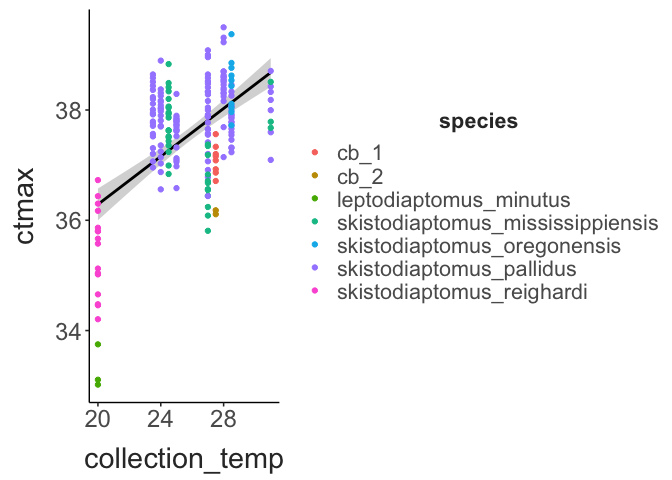 ctmax
38
36
34
20 24 28
collection_temp
species
cb_1
cb_2
leptodiaptomus_minutus
skistodiaptomus_mississippiensis
skistodiaptomus_oregonensis
skistodiaptomus_pallidus
skistodiaptomus_reighardi